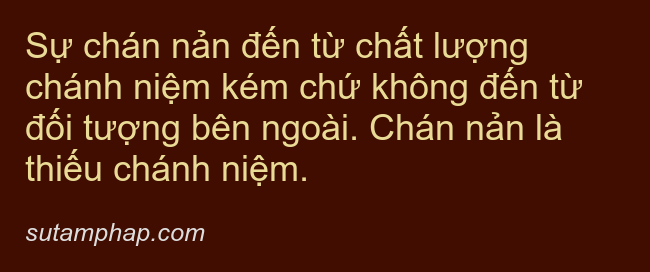 Sự chán nản đến từ chất lượng
chánh niệm kém chứ không đến từ
đối tượng bên ngoài. Chán nản là
thiếu chánh niệm.
sutamphap.com